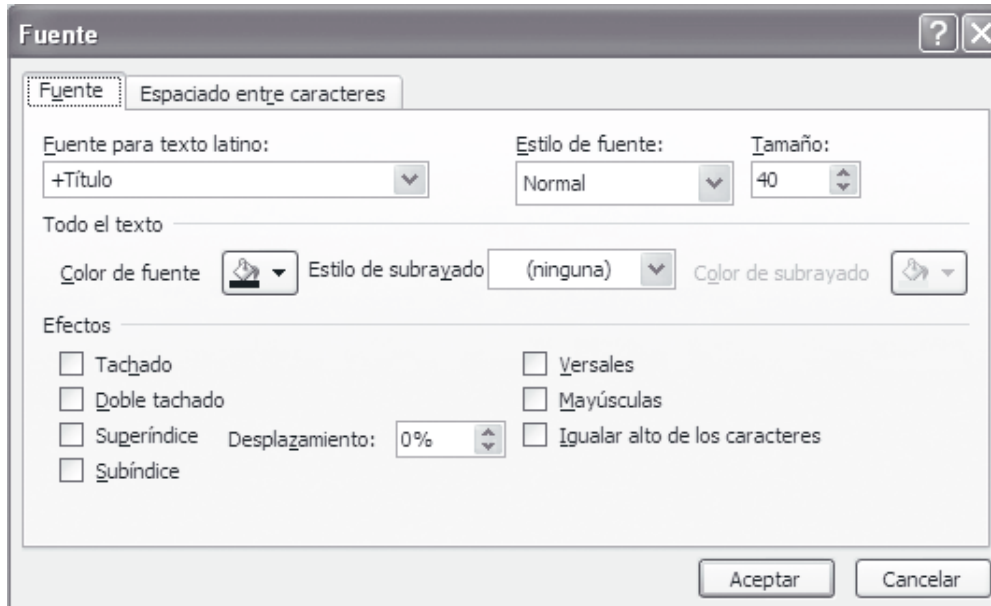 Fuente
Fuente Espaciado entre caracteres
Fuente para texto latino: Estilo de fuente: Tamaño:
+Título Normal 40
Todo el texto
Color de fuente Estilo de subrayado (ninguna) Color de subrayado
Efectos
Tachado Versales
Doble tachado Mayúsculas
Superíndice Desplazamiento: 0% Igualar alto de los caracteres
Subíndice
Aceptar Cancelar